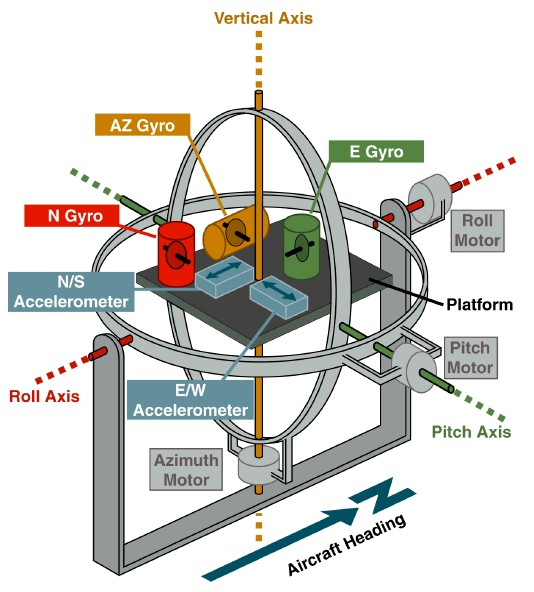 Vertical Axis
AZ Gyro
E Gyro
N Gyro
Roll
Motor
N/S
Accelerometer
Platform
Pitch
Motor
Roll Axis
E/W
Accelerometer
Pitch Axis
Azimuth
Motor
N
Aircraft Heading